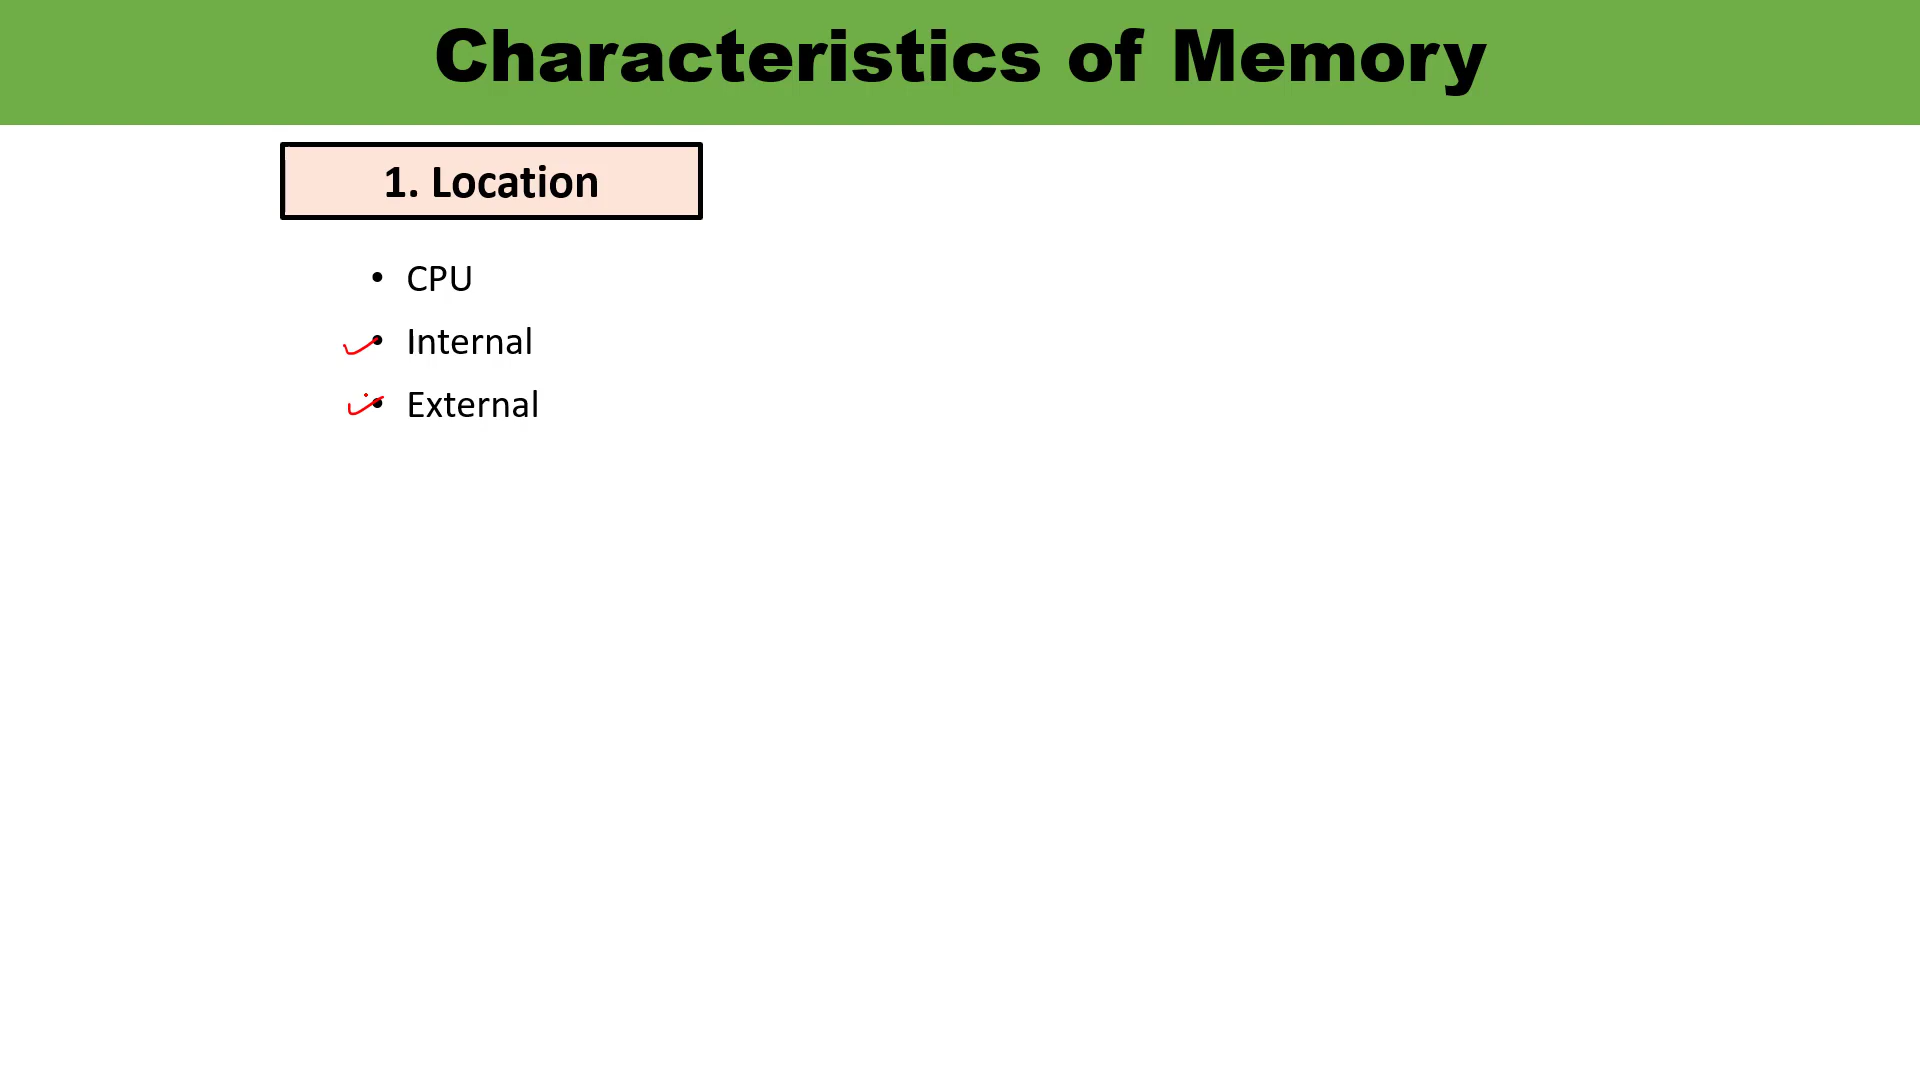 Characteristics of Memory
1. Location
• CPU
• Internal
• External